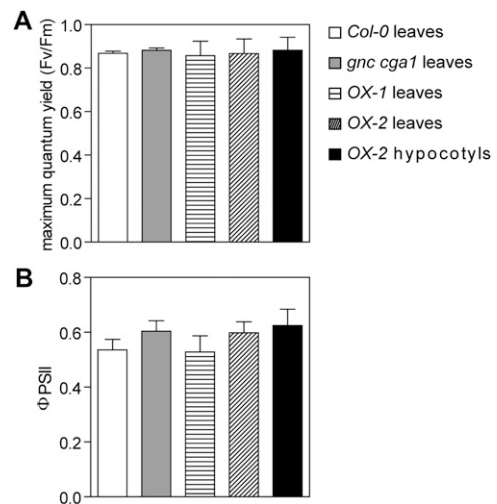 A
maximum quantum yield (Fv/Fm)
1.0
0.8
0.6
0.4
0.2
0.0
Col-0 leaves
gnc cga1 leaves
OX-1 leaves
OX-2 leaves
OX-2 hypocotyls
B
ΦPSII
0.8
0.6
0.4
0.2
0.0